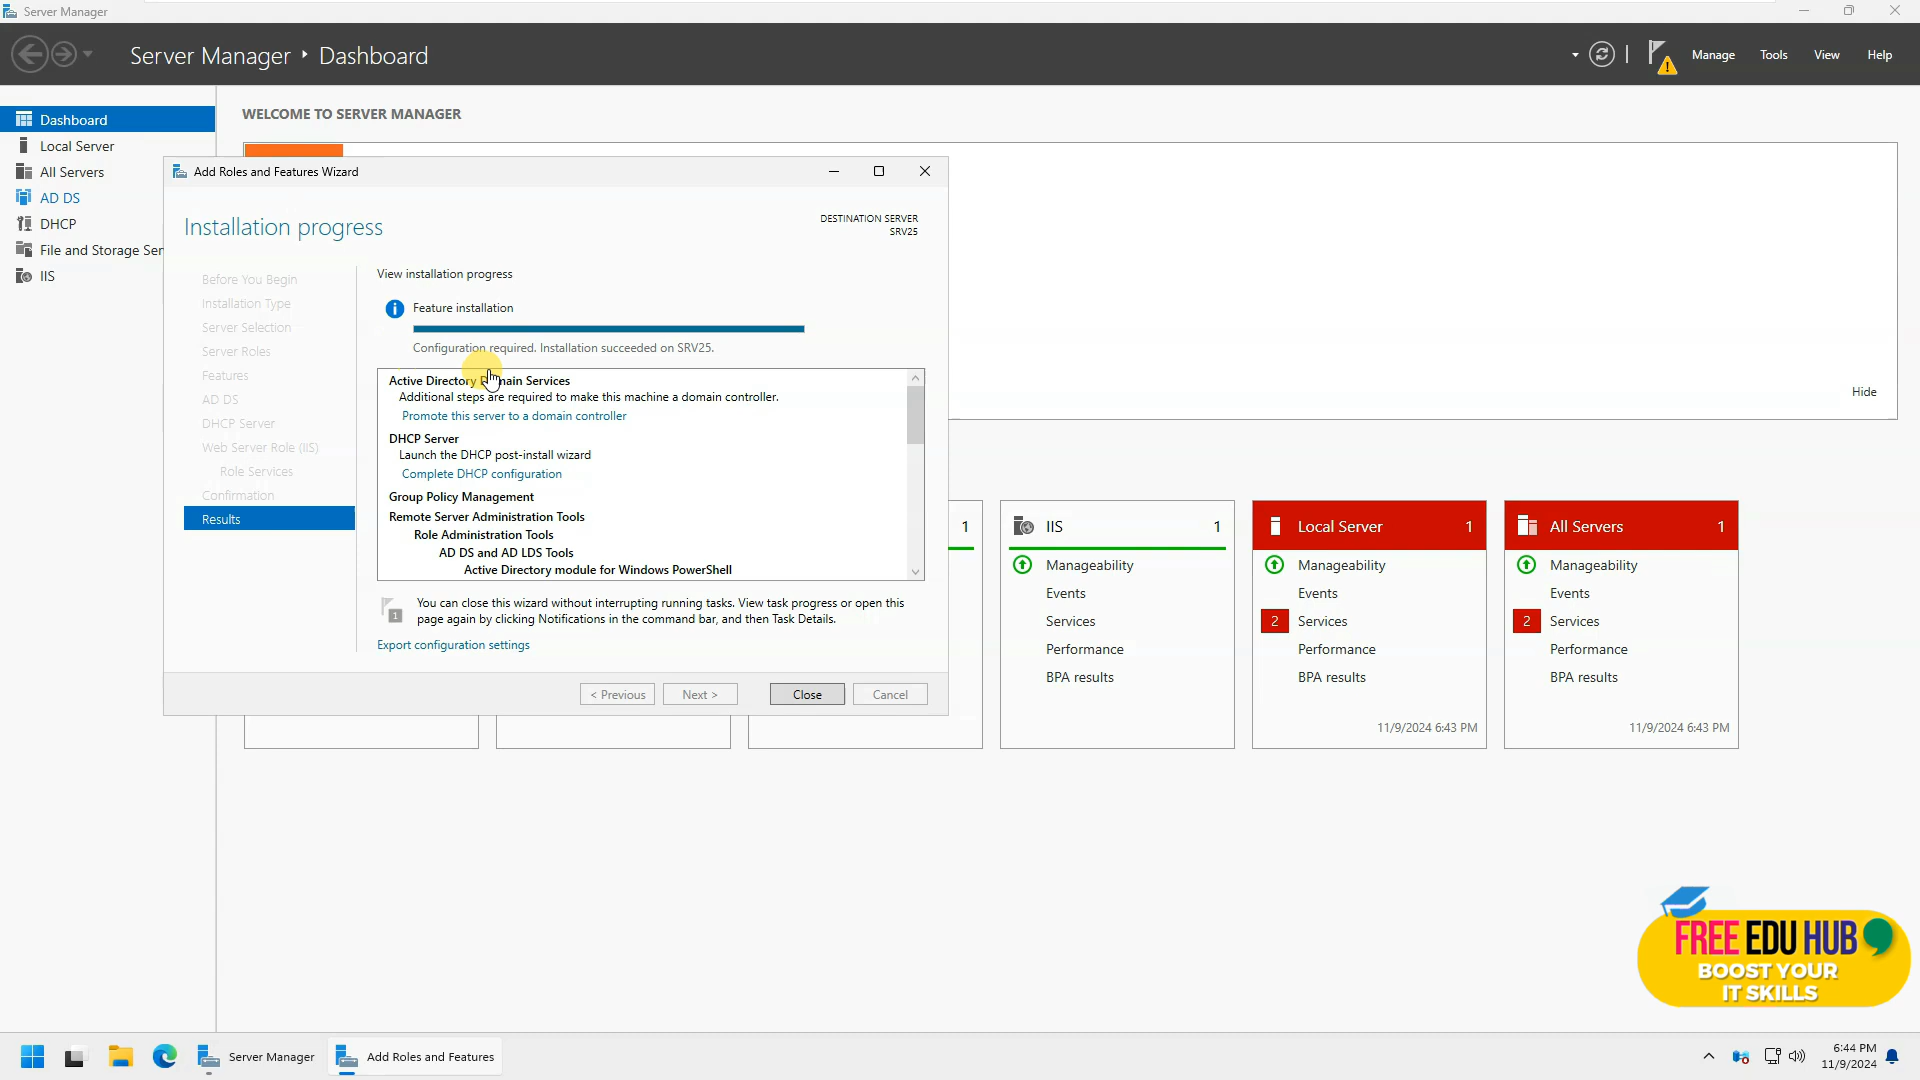 Server Manager
Server Manager ‣ Dashboard
Manage
Tools
View
Help
Dashboard
Local Server
All Servers
AD DS
DHCP
File and Storage Ser
IIS
WELCOME TO SERVER MANAGER
Add Roles and Features Wizard
Installation progress
DESTINATION SERVER
SRV25
Before You Begin
Installation Type
Server Selection
Server Roles
Features
AD DS
DHCP Server
Web Server Role (IIS)
Role Services
Confirmation
Results
View installation progress
Feature installation
Configuration required. Installation succeeded on SRV25.
Active Directory Domain Services
Additional steps are required to make this machine a domain controller.
Promote this server to a domain controller
DHCP Server
Launch the DHCP post-install wizard
Complete DHCP configuration
Group Policy Management
Remote Server Administration Tools
Role Administration Tools
AD DS and AD LDS Tools
Active Directory module for Windows PowerShell
1
You can close this wizard without interrupting running tasks. View task progress or open this
page again by clicking Notifications in the command bar, and then Task Details.
Export configuration settings
< Previous
Next >
Close
Cancel
Hide
1
IIS 1
Manageability
Events
Services
Performance
BPA results
Local Server 1
Manageability
Events
2 Services
Performance
BPA results
11/9/2024 6:43 PM
All Servers 1
Manageability
Events
2 Services
Performance
BPA results
11/9/2024 6:43 PM
FREE EDU HUB
BOOST YOUR
IT SKILLS
Server Manager
Add Roles and Features
6:44 PM
11/9/2024